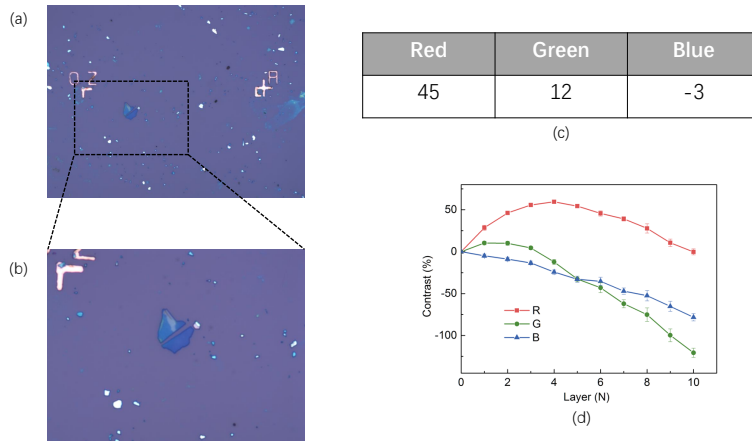 (a)
O Z
A
(b)
Red Green Blue
45 12 -3
(c)
50
0
-50
-100
Contrast (%)
R
G
B
0 2 4 6 8 10
Layer (N)
(d)